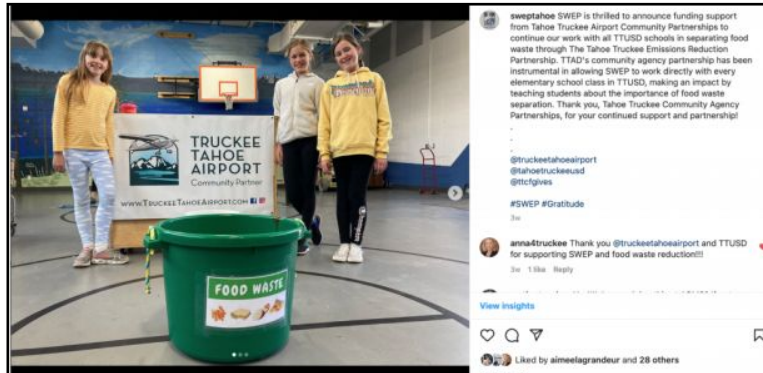 TRUCKEE
TAHOE
AIRPORT
Community Partner
WWW.TRUCKEETAHOEAIRPORT.COM
FOOD WASTE
sweptahoe SWEP is thrilled to announce funding support
from Tahoe Truckee Airport Community Partnerships to
continue our work with all TTUSD schools in separating food
waste through The Tahoe Truckee Emissions Reduction
Partnership. TTAD's community agency partnership has been
instrumental in allowing SWEP to work directly with every
elementary school class in TTUSD, making an impact by
teaching students about the importance of food waste
separation. Thank you, Tahoe Truckee Community Agency
Partnerships, for your continued support and partnership!
.
.
.
.
@truckeetahoeairport
@tahoetruckeeusd
@ttcfgives
#SWEP #Gratitude
3w
anna4truckee Thank you @truckeetahoeairport and TTUSD
for supporting SWEP and food waste reduction!!!
3w 1 like Reply
View insights
Liked by aimeelagrandeur and 28 others